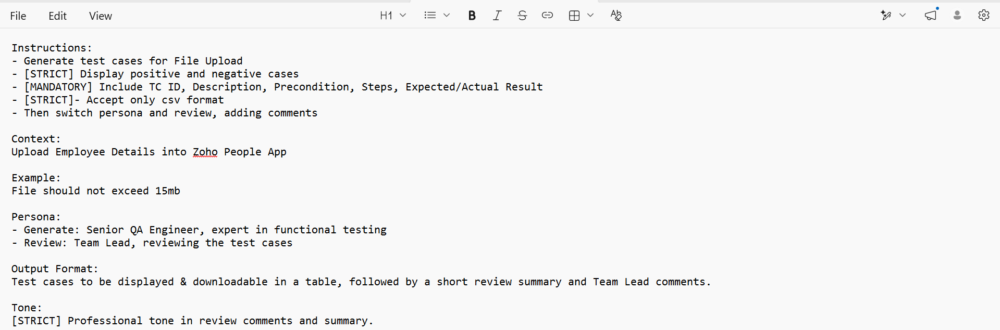 File Edit View H1 B I S
Instructions:
- Generate test cases for File Upload
- [STRICT] Display positive and negative cases
- [MANDATORY] Include TC ID, Description, Precondition, Steps, Expected/Actual Result
- [STRICT]- Accept only csv format
- Then switch persona and review, adding comments
Context:
Upload Employee Details into Zoho People App
Example:
File should not exceed 15mb
Persona:
- Generate: Senior QA Engineer, expert in functional testing
- Review: Team Lead, reviewing the test cases
Output Format:
Test cases to be displayed & downloadable in a table, followed by a short review summary and Team Lead comments.
Tone:
[STRICT] Professional tone in review comments and summary.